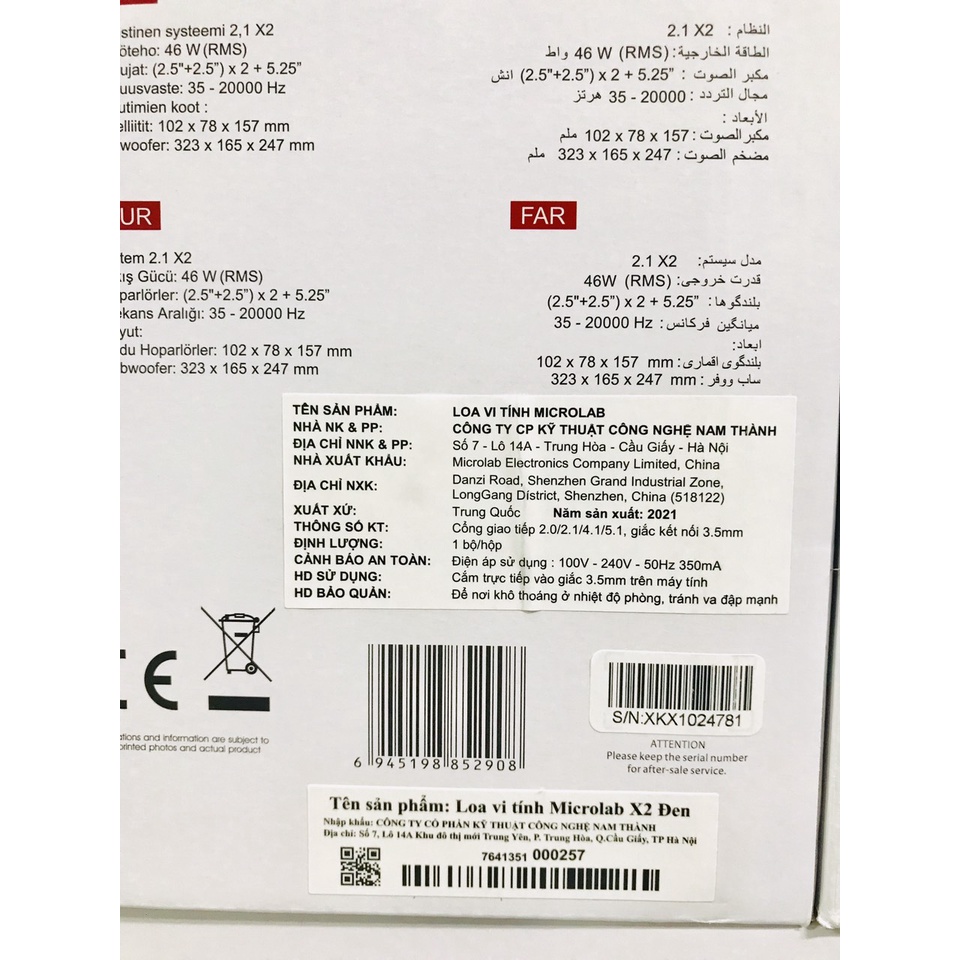 stinen systeemi 2,1 X2
öteho: 46 W (RMS)
ujat: (2.5"+2.5") x 2 + 5.25"
uusvaste: 35 - 20000 Hz
utimien koot :
elliitit: 102 x 78 x 157 mm
woofer: 323 x 165 x 247 mm
النظام : 2.1 X2
الطاقة الخارجية: 46 W (RMS) واط
مكبر الصوت : (2.5"+2.5") x 2 + 5.25" انش
مجال التردد : 20000 - 35 هرتز
الأبعاد :
مكبر الصوت : 102 x 78 x 157 ملم
مضخم الصوت : 323 x 165 x 247 ملم
UR
tem 2.1 X2
kış Gücü: 46 W (RMS)
parlörler: (2.5"+2.5") x 2 + 5.25"
ekans Aralığı: 35 - 20000 Hz
yut:
du Hoparlörler: 102 x 78 x 157 mm
bwoofer: 323 x 165 x 247 mm
FAR
مدل سیستم: 2.1 X2
قدرت خروجی: 46W (RMS)
بلندگوها : (2.5"+2.5") x 2 + 5.25"
میانگین فرکانس : 35 - 20000 Hz
ابعاد:
بلندگوی اقماری: 102 x 78 x 157 mm
ساب ووفر : 323 x 165 x 247 mm
TÊN SẢN PHẨM: LOA VI TÍNH MICROLAB
NHÀ NK & PP: CÔNG TY CP KỸ THUẬT CÔNG NGHỆ NAM THÀNH
ĐỊA CHỈ NNK & PP: Số 7 - Lô 14A - Trung Hòa - Cầu Giấy - Hà Nội
NHÀ XUẤT KHẨU: Microlab Electronics Company Limited, China
ĐỊA CHỈ NXK: Danzi Road, Shenzhen Grand Industrial Zone,
LongGang Dístrict, Shenzhen, China (518122)
XUẤT XỨ: Trung Quốc Năm sản xuất: 2021
THÔNG SỐ KT: Cổng giao tiếp 2.0/2.1/4.1/5.1, giắc kết nối 3.5mm
ĐỊNH LƯỢNG: 1 bộ/hộp
CẢNH BÁO AN TOÀN: Điện áp sử dụng : 100V - 240V - 50Hz 350mA
HD SỬ DỤNG: Cắm trực tiếp vào giắc 3.5mm trên máy tính
HD BẢO QUẢN: Để nơi khô thoáng ở nhiệt độ phòng, tránh va đập mạnh
CE
ations and information are subject to
printed photos and actual product
6 945198 852908
S/N:XKX1024781
ATTENTION
Please keep the serial number
for after-sale service.
Tên sản phẩm: Loa vi tính Microlab X2 Đen
Nhập khẩu: CÔNG TY CỔ PHẦN KỸ THUẬT CÔNG NGHỆ NAM THÀNH
Địa chỉ: Số 7, Lô 14A Khu đô thị mới Trung Yên, P. Trung Hòa, Q.Cầu Giấy, TP Hà Nội
7641351 000257